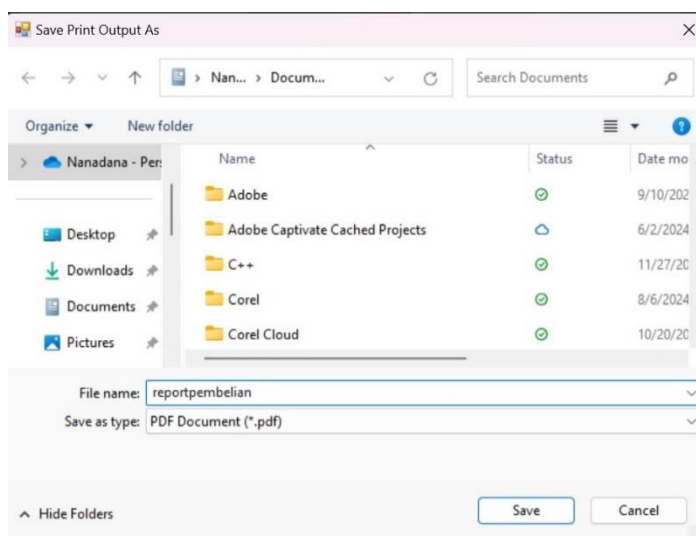 Save Print Output As
Nan... > Docum...
Search Documents
Organize
New folder
Nanadana - Per
Name
Status
Date mo
Adobe
9/10/202
Desktop
Adobe Captivate Cached Projects
6/2/2024
Downloads
C++
11/27/20
Documents
Corel
8/6/2024
Pictures
Corel Cloud
10/20/20
File name: reportpembelian
Save as type: PDF Document (*.pdf)
Hide Folders
Save
Cancel